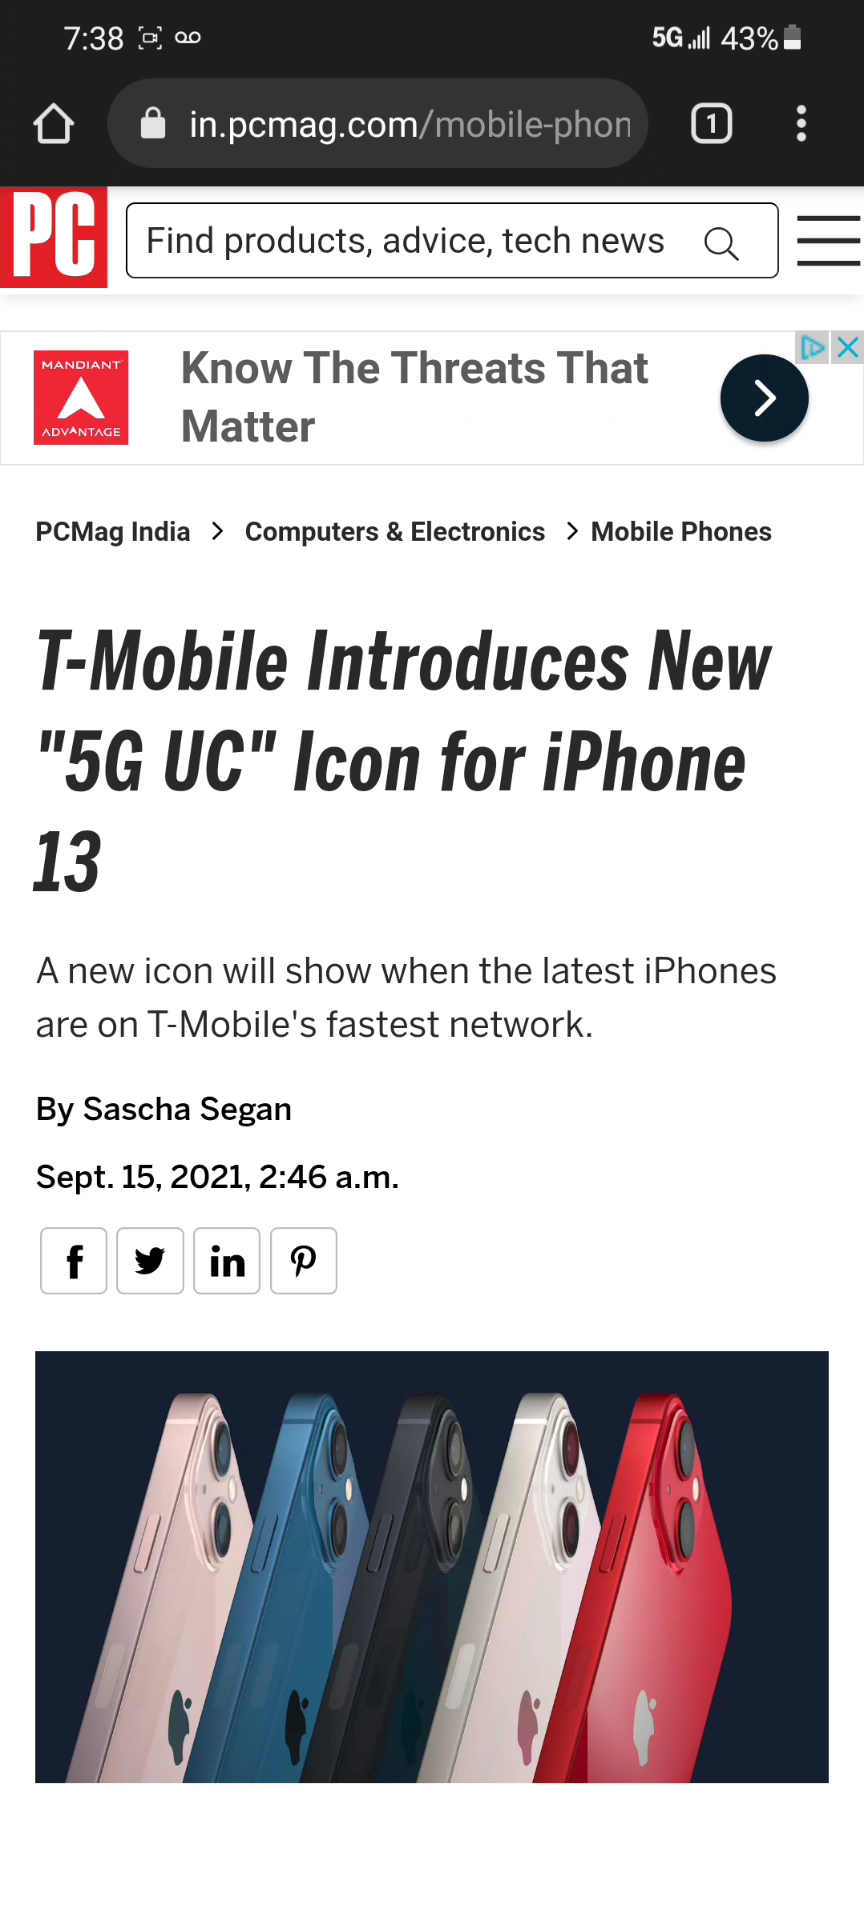 7:38
5G 43%
in.pcmag.com/mobile-phon
1
PC
Find products, advice, tech news
MANDIANT
ADVANTAGE
Know The Threats That
Matter
PCMag India > Computers & Electronics > Mobile Phones
T-Mobile Introduces New
"5G UC" Icon for iPhone
13
A new icon will show when the latest iPhones
are on T-Mobile's fastest network.
By Sascha Segan
Sept. 15, 2021, 2:46 a.m.
f
in